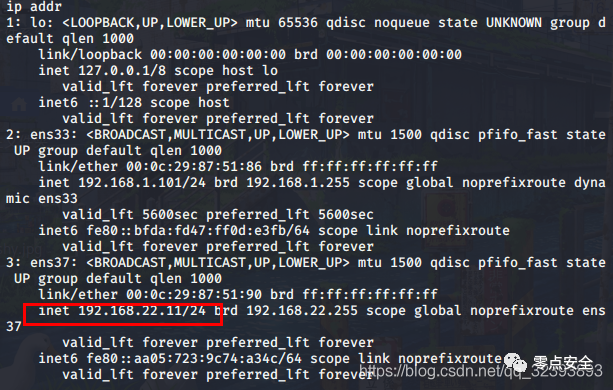 ip addr
1: lo: <LOOPBACK,UP,LOWER_UP> mtu 65536 qdisc noqueue state UNKNOWN group d
efault qlen 1000
    link/loopback 00:00:00:00:00:00 brd 00:00:00:00:00:00
    inet 127.0.0.1/8 scope host lo
       valid_lft forever preferred_lft forever
    inet6 ::1/128 scope host
       valid_lft forever preferred_lft forever
2: ens33: <BROADCAST,MULTICAST,UP,LOWER_UP> mtu 1500 qdisc pfifo_fast state
 UP group default qlen 1000
    link/ether 00:0c:29:87:51:86 brd ff:ff:ff:ff:ff:ff
    inet 192.168.1.101/24 brd 192.168.1.255 scope global noprefixroute dyna
mic ens33
       valid_lft 5600sec preferred_lft 5600sec
    inet6 fe80::bfda:fd47:ff0d:e3fb/64 scope link noprefixroute
       valid_lft forever preferred_lft forever
3: ens37: <BROADCAST,MULTICAST,UP,LOWER_UP> mtu 1500 qdisc pfifo_fast state
 UP group default qlen 1000
    link/ether 00:0c:29:87:51:90 brd ff:ff:ff:ff:ff:ff
    inet 192.168.22.11/24 brd 192.168.22.255 scope global noprefixroute ens
37
       valid_lft forever preferred_lft forever
    inet6 fe80::aa05:723:9c74:a34c/64 scope link noprefixroute
       valid_lft forever preferred_lft forever
零点安全
https://blog.csdn.net/qq_32393893